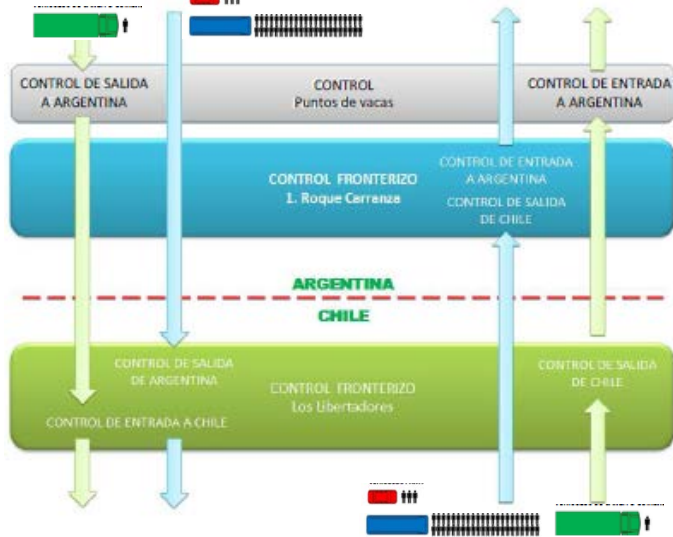 CONTROL DE SALIDA
A ARGENTINA
CONTROL
Puntos de vacas
CONTROL DE ENTRADA
A ARGENTINA
CONTROL FRONTERIZO
1. Roque Carranza
CONTROL DE ENTRADA
A ARGENTINA
CONTROL DE SALIDA
DE CHILE
ARGENTINA
CHILE
CONTROL DE SALIDA
DE ARGENTINA
CONTROL FRONTERIZO
Los Libertadores
CONTROL DE SALIDA
DE CHILE
CONTROL DE ENTRADA A CHILE